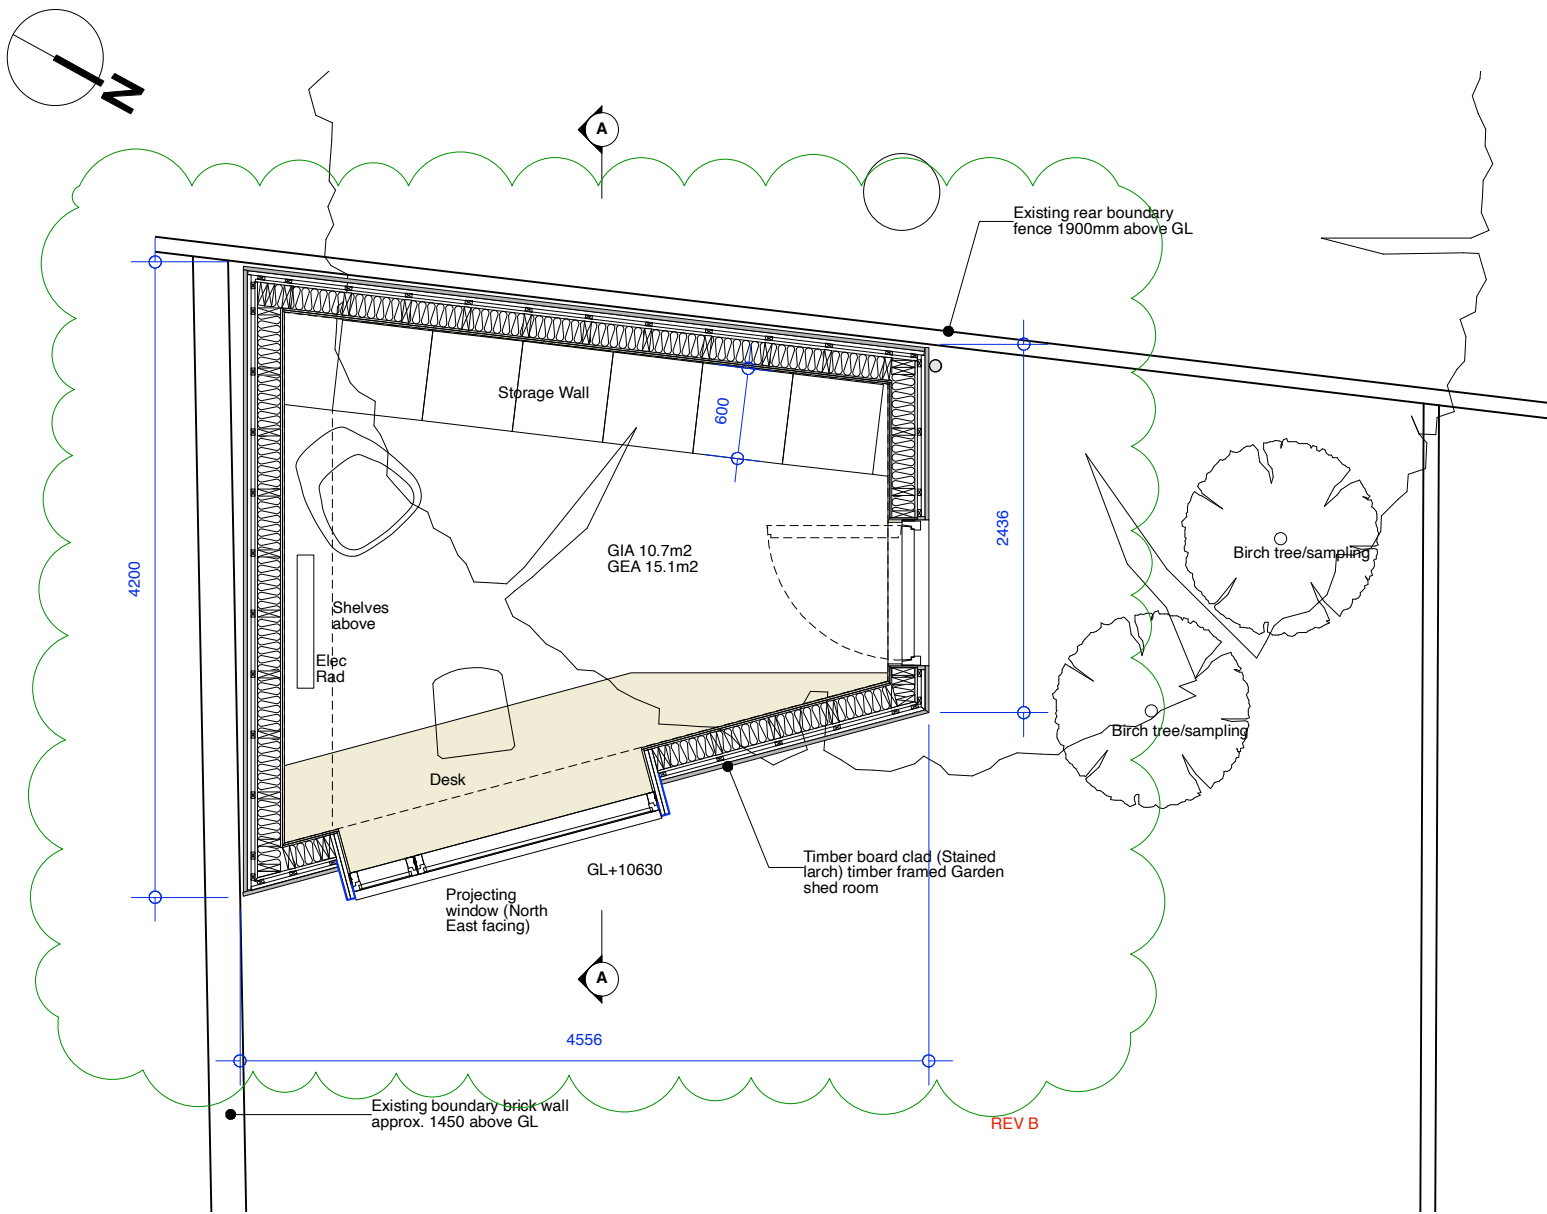 N
A
Existing rear boundary
fence 1900mm above GL
Storage Wall
600
2436
GIA 10.7m2
GEA 15.1m2
Birch tree/sampling
4200
Shelves
above
Elec
Rad
Birch tree/sampling
Desk
GL+10630
Timber board clad (Stained
larch) timber framed Garden
shed room
Projecting
window (North
East facing)
A
4556
Existing boundary brick wall
approx. 1450 above GL
REV B